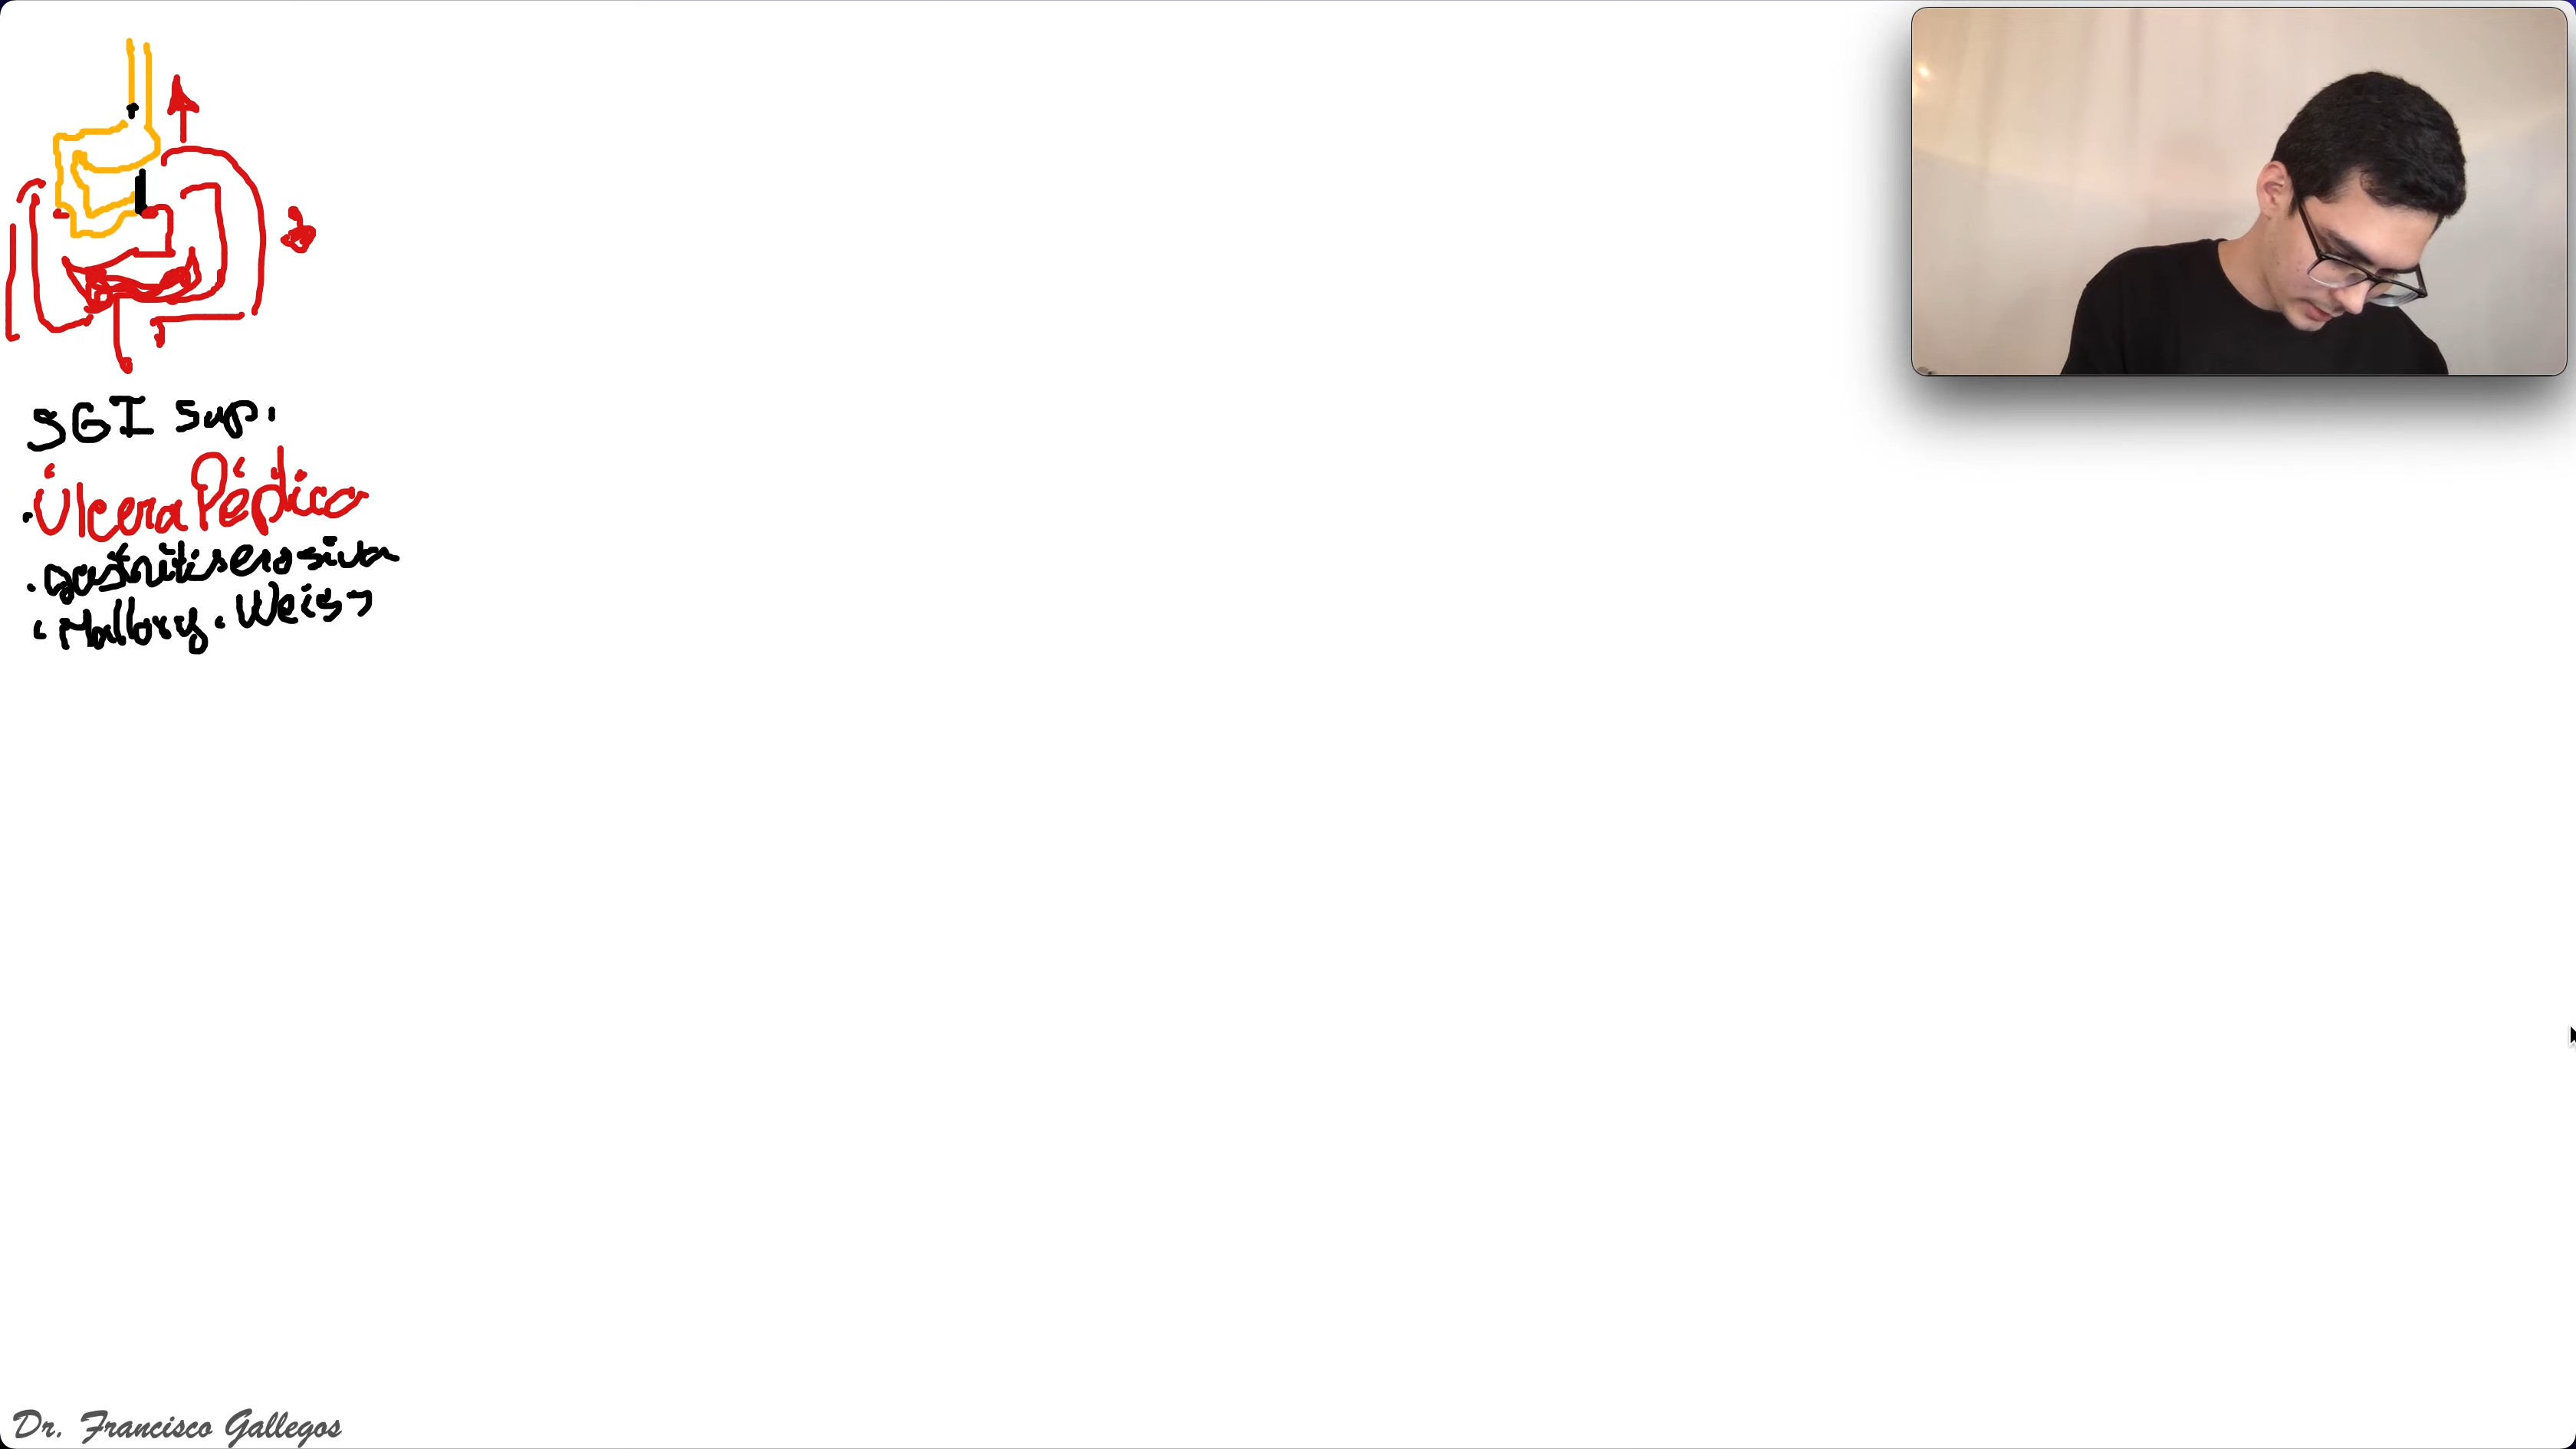 SGI Sup.
• Úlcera Péptica
• gastritis erosiva
• Mallory-Weiss
Dr. Francisco Gallegos